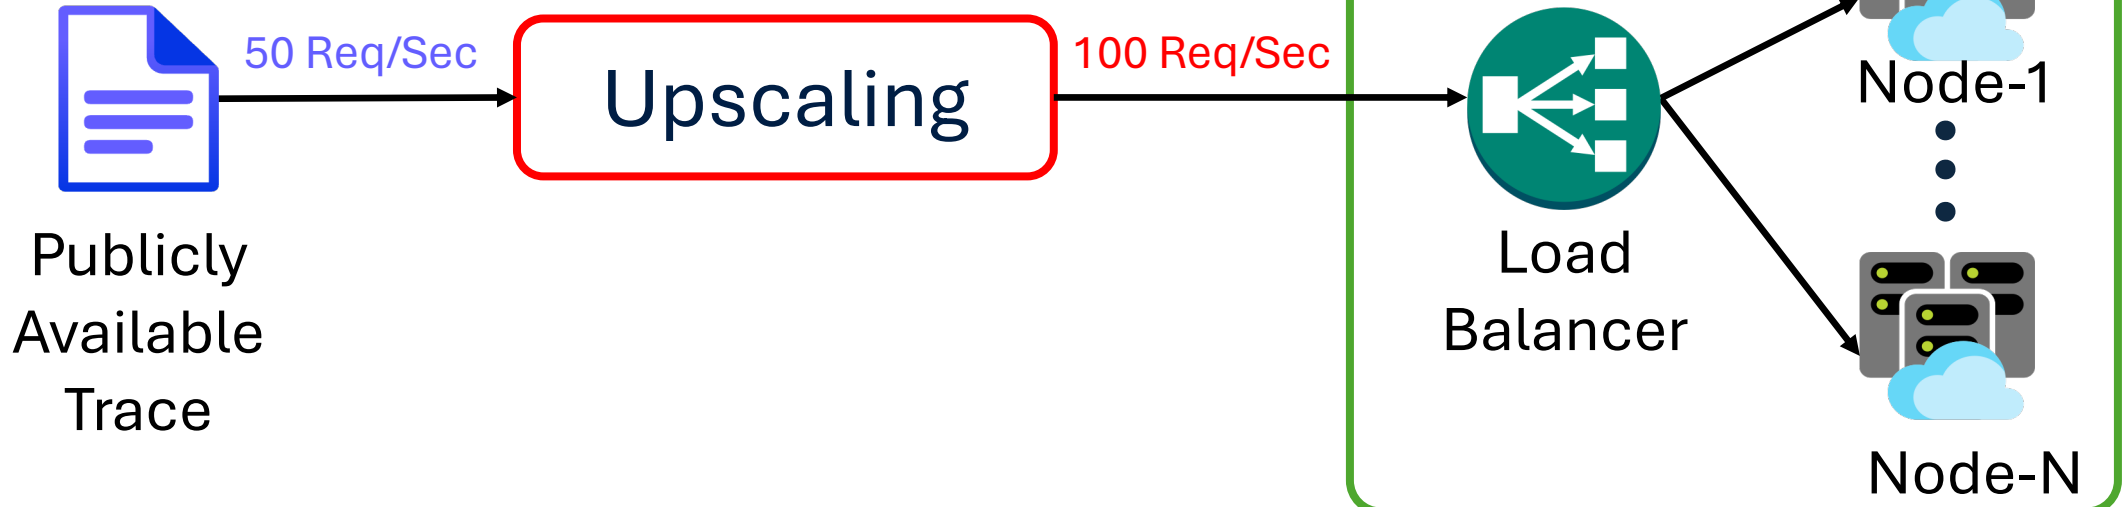 50 Req/Sec
Upscaling
100 Req/Sec
Node-1
Publicly
Available
Trace
Load
Balancer
Node-N